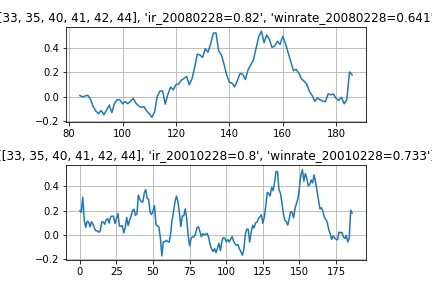 [33, 35, 40, 41, 42, 44], 'ir_20080228=0.82', 'winrate_20080228=0.641'
0.4
0.2
0.0
−0.2
80 100 120 140 160 180
[[33, 35, 40, 41, 42, 44], 'ir_20010228=0.8', 'winrate_20010228=0.733']
0.4
0.2
0.0
−0.2
0 25 50 75 100 125 150 175